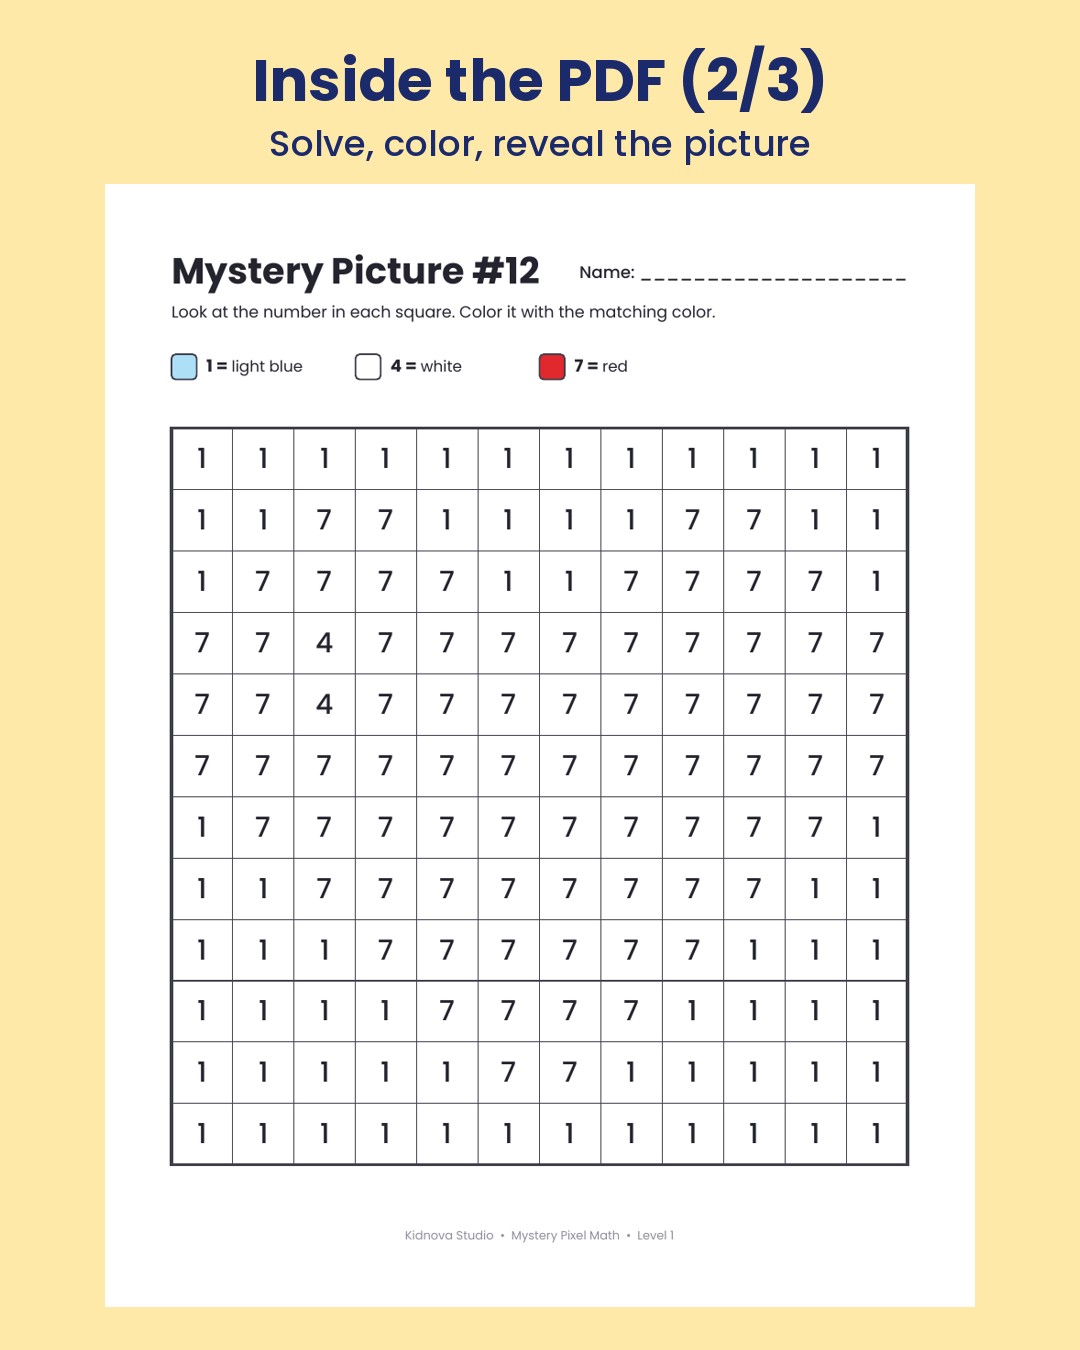 Inside the PDF (2/3)
Solve, color, reveal the picture
Mystery Picture #12 Name: ____________________
Look at the number in each square. Color it with the matching color.
1 = light blue 4 = white 7 = red
1 1 1 1 1 1 1 1 1 1 1 1
1 1 7 7 1 1 1 1 7 7 1 1
1 7 7 7 7 1 1 7 7 7 7 1
7 7 4 7 7 7 7 7 7 7 7 7
7 7 4 7 7 7 7 7 7 7 7 7
7 7 7 7 7 7 7 7 7 7 7 7
1 7 7 7 7 7 7 7 7 7 7 1
1 1 7 7 7 7 7 7 7 7 1 1
1 1 1 7 7 7 7 7 7 1 1 1
1 1 1 1 7 7 7 7 1 1 1 1
1 1 1 1 1 7 7 1 1 1 1 1
1 1 1 1 1 1 1 1 1 1 1 1
Kidnova Studio • Mystery Pixel Math • Level 1